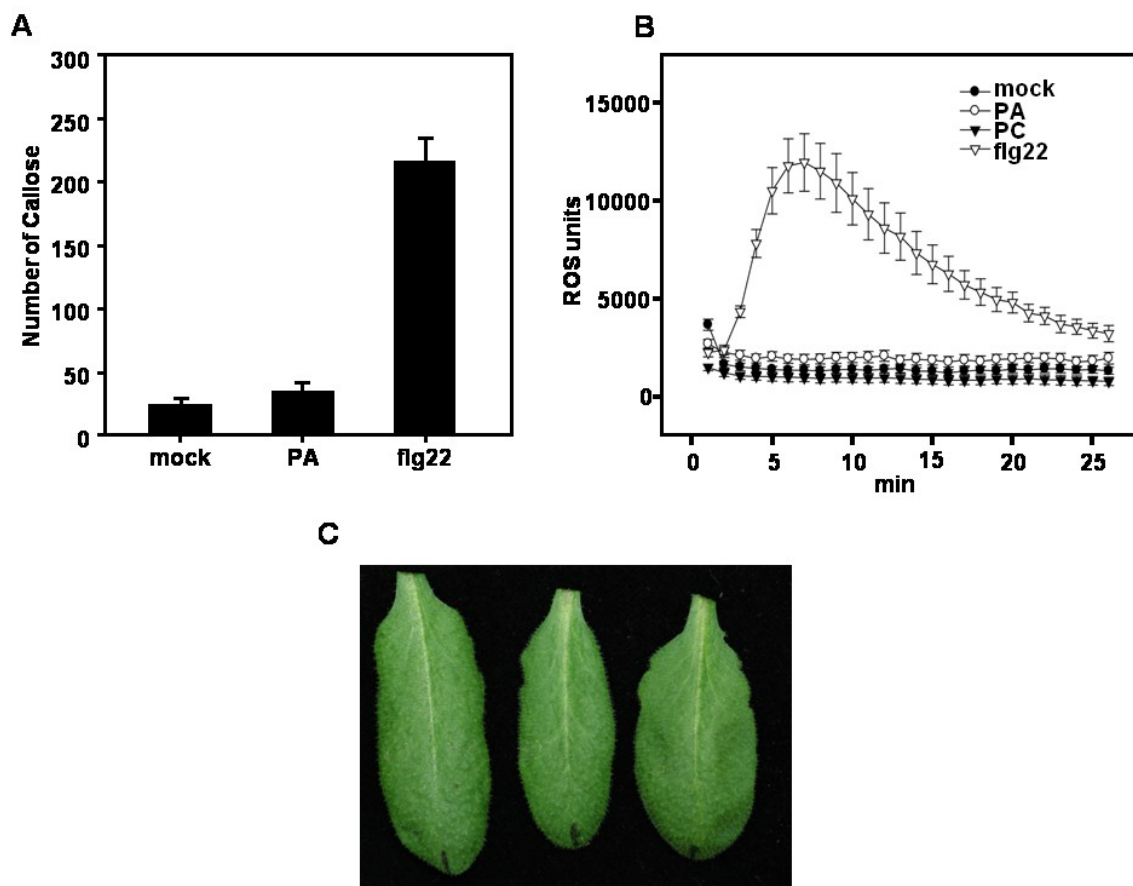 A
300
250
200
150
100
50
0
Number of Callose
mock PA flg22
B
15000
10000
5000
0
ROS units
mock
PA
PC
flg22
0 5 10 15 20 25
min
C